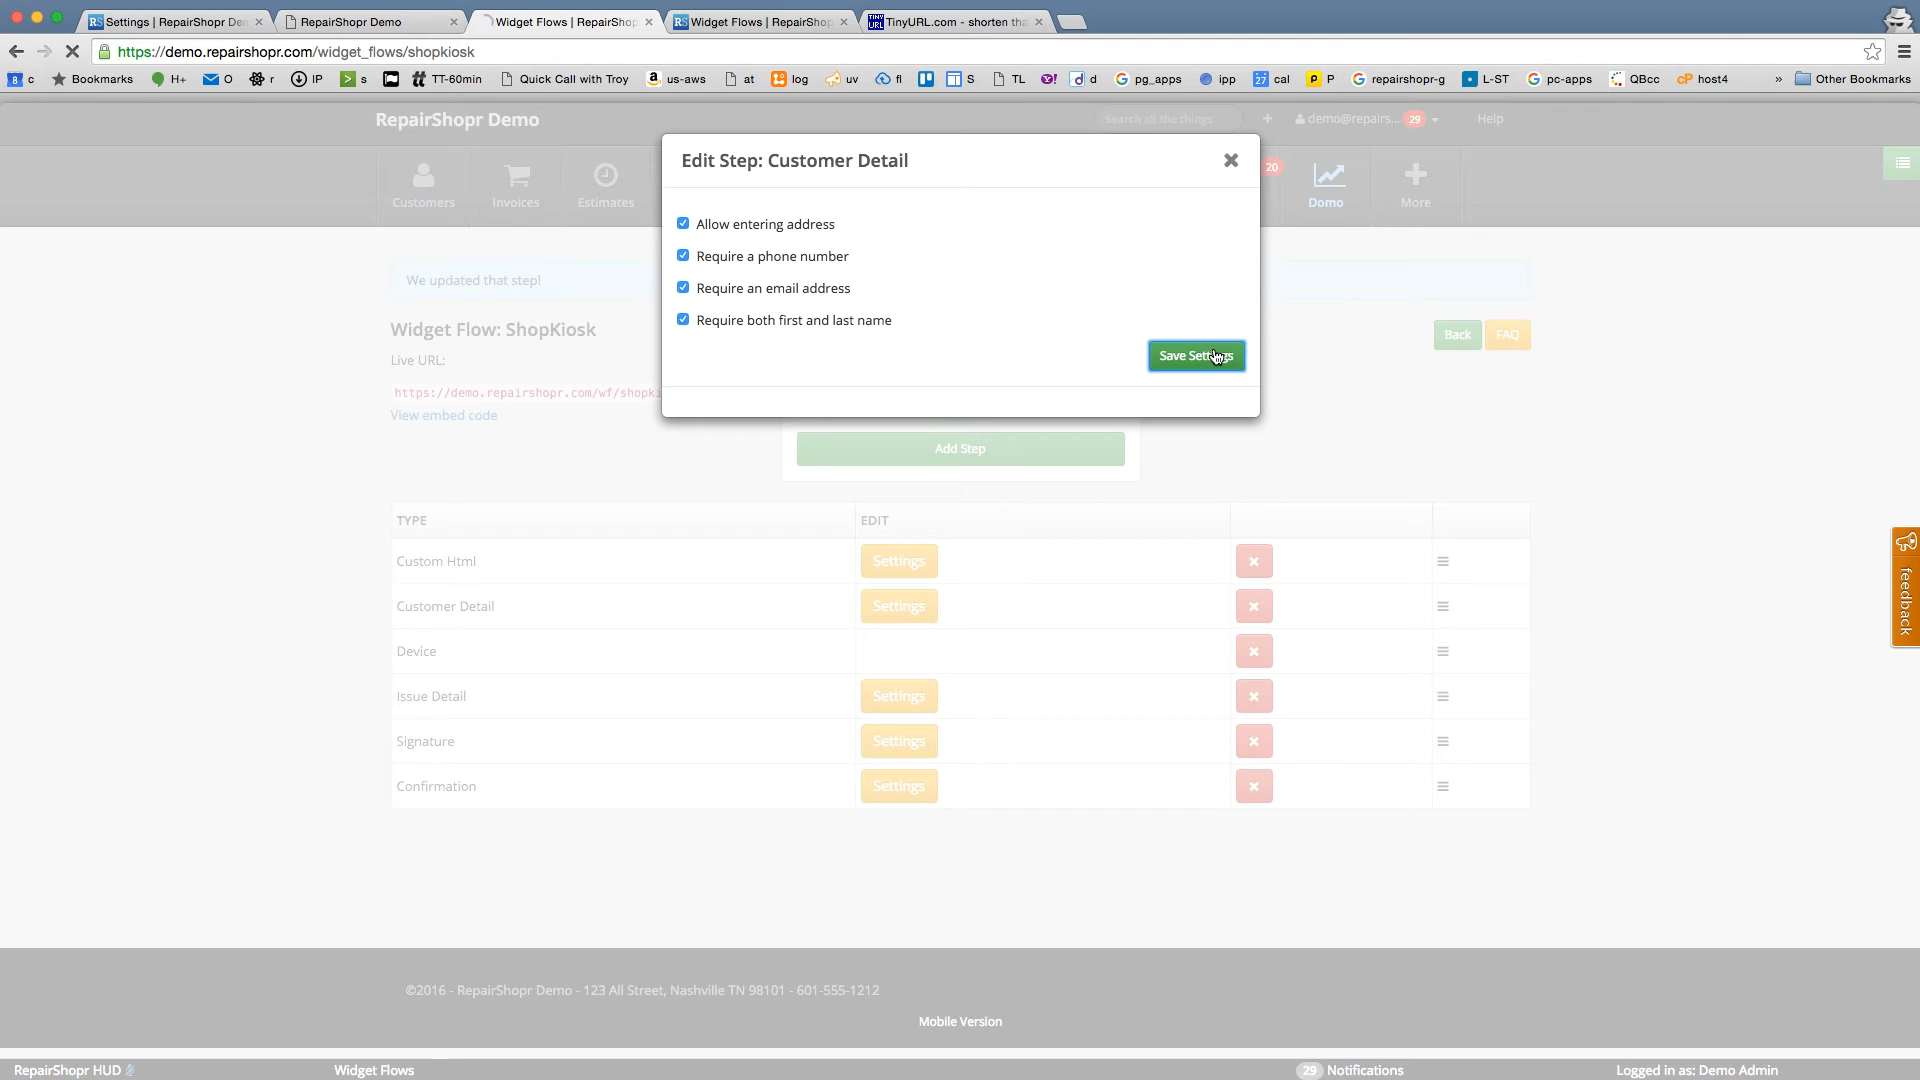 Settings | RepairShopr Den
RepairShopr Demo
Widget Flows | RepairShop
Widget Flows | RepairShop
TinyURL.com - shorten tha
https://demo.repairshopr.com/widget_flows/shopkiosk
c
Bookmarks
H+
O
r
IP
s
TT-60min
Quick Call with Troy
us-aws
at
log
uv
fl
S
TL
d
pg_apps
ipp
cal
P
repairshopr-g
L-ST
pc-apps
QBcc
host4
»
Other Bookmarks
RepairShopr Demo
Search all the things
demo@repairs...
29
Help
Customers
Invoices
Estimates
20
Domo
More
Edit Step: Customer Detail
Allow entering address
Require a phone number
Require an email address
Require both first and last name
Save Settings
We updated that step!
Widget Flow: ShopKiosk
Back
FAQ
Live URL:
https://demo.repairshopr.com/wf/shopki
View embed code
Add Step
TYPE
EDIT
Custom Html
Settings
Customer Detail
Settings
Device
Issue Detail
Settings
Signature
Settings
Confirmation
Settings
feedback
©2016 - RepairShopr Demo - 123 All Street, Nashville TN 98101 - 601-555-1212
Mobile Version
RepairShopr HUD
Widget Flows
29 Notifications
Logged in as: Demo Admin